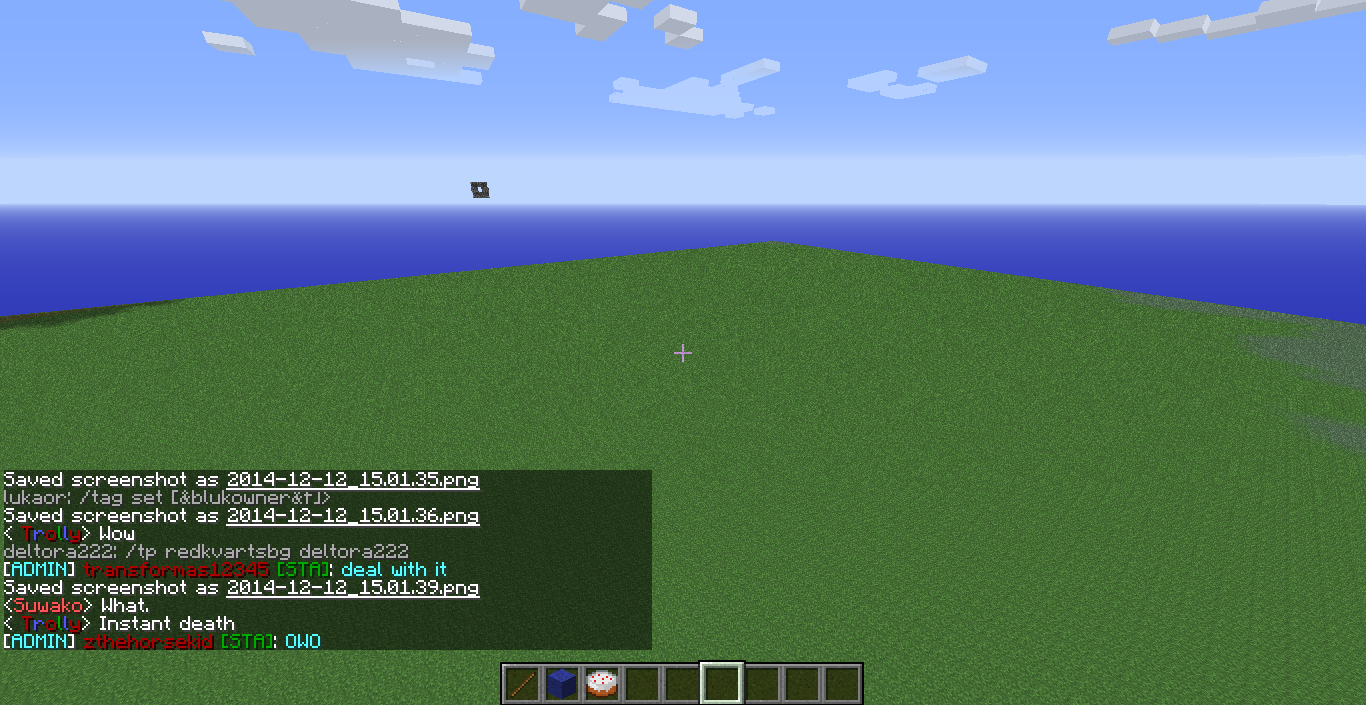 Saved screenshot as 2014-12-12_15.01.35.png
lukaor: /tag set [&blukowner&f]>
Saved screenshot as 2014-12-12_15.01.36.png
< Trolly> Wow
deltora222: /tp redkvartsbg deltora222
[ADMIN] transformas12345 [STA]: deal with it
Saved screenshot as 2014-12-12_15.01.39.png
<Suwako> What.
< Trolly> Instant death
[ADMIN] zthehorsekid [STA]: OWO